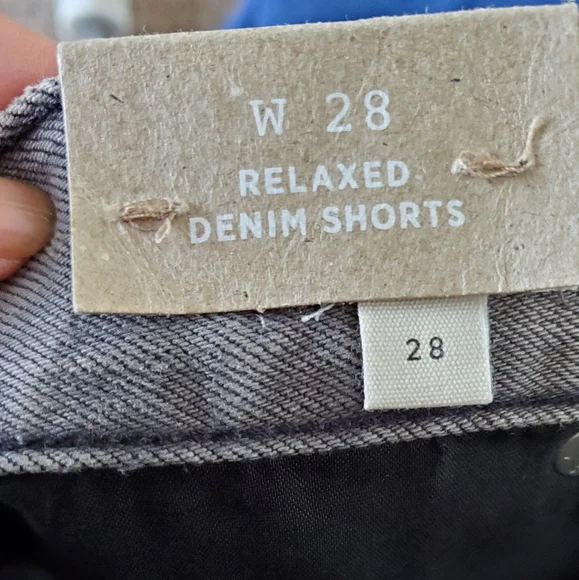 W 28
RELAXED
DENIM SHORTS
28